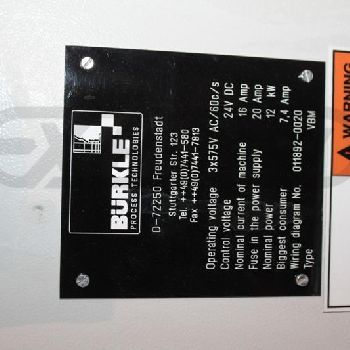 BÜRKLE
PROCESS TECHNOLOGIES
D-72250 Freudenstadt
Stuttgarter Str. 123
Tel ++49(0)7441-580
Fax ++49(0)7441-7813
Operating voltage 3x575V AC/60c/s
Control voltage 24V DC
Nominal current of machine 16 Amp
Fuse in the power supply 20 Amp
Nominal power 12 kW
Biggest consumer 7,4 Amp
Wiring diagram No. 011892-0020
Type VBM
WARNING